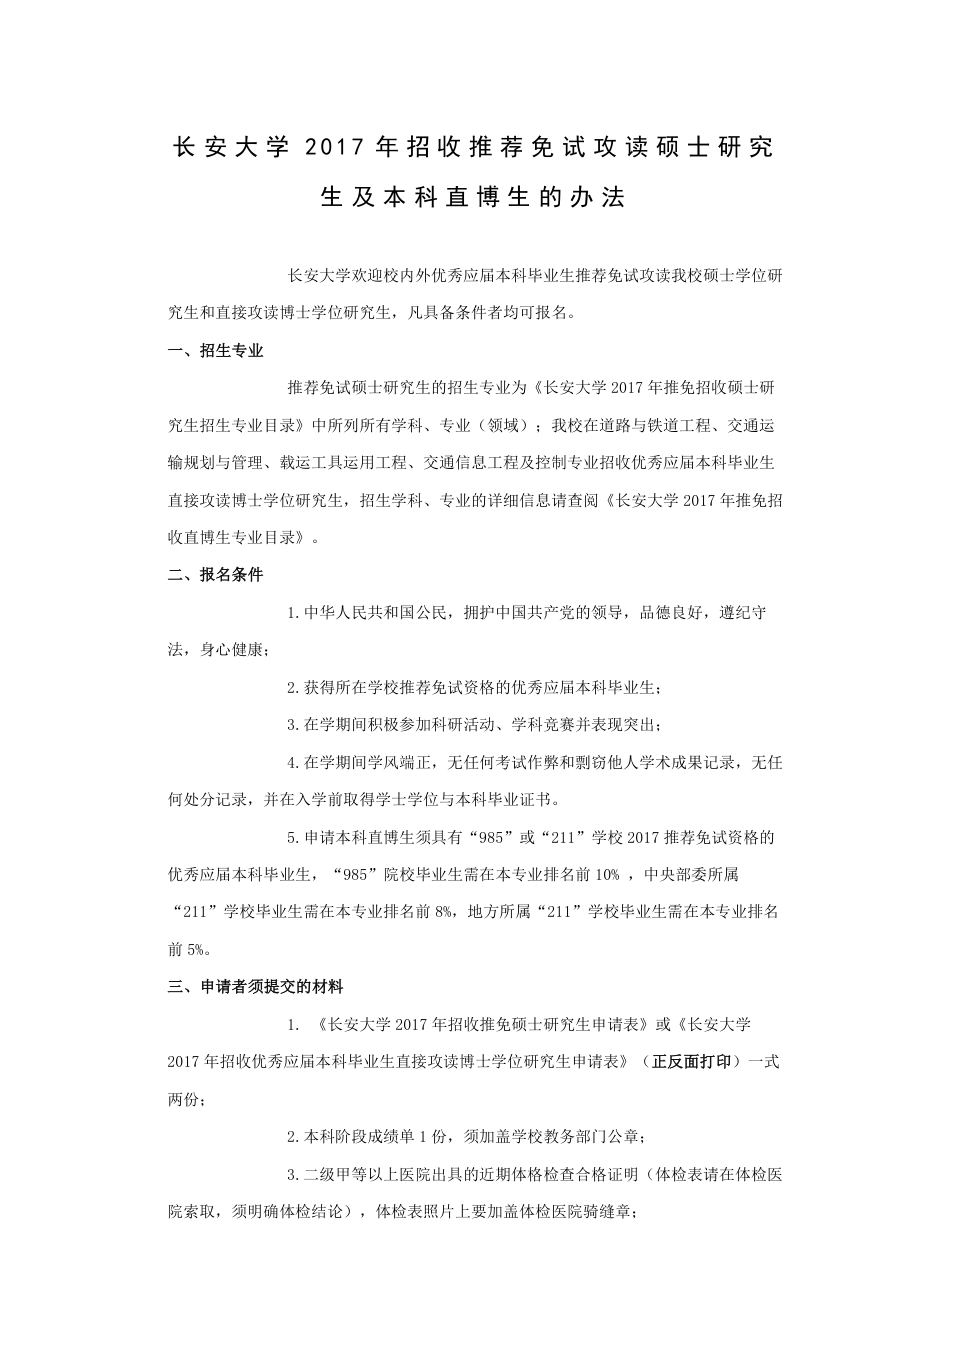 长安大学 2017 年招收推荐免试攻读硕士研究
生及本科直博生的办法
长安大学欢迎校内外优秀应届本科毕业生推荐免试攻读我校硕士学位研
究生和直接攻读博士学位研究生，凡具备条件者均可报名。
一、招生专业
推荐免试硕士研究生的招生专业为《长安大学 2017 年推免招收硕士研
究生招生专业目录》中所列所有学科、专业（领域）；我校在道路与铁道工程、交通运
输规划与管理、载运工具运用工程、交通信息工程及控制专业招收优秀应届本科毕业生
直接攻读博士学位研究生，招生学科、专业的详细信息请查阅《长安大学 2017 年推免招
收直博生专业目录》。
二、报名条件
1.中华人民共和国公民，拥护中国共产党的领导，品德良好，遵纪守
法，身心健康；
2.获得所在学校推荐免试资格的优秀应届本科毕业生；
3.在学期间积极参加科研活动、学科竞赛并表现突出；
4.在学期间学风端正，无任何考试作弊和剽窃他人学术成果记录，无任
何处分记录，并在入学前取得学士学位与本科毕业证书。
5.申请本科直博生须具有“985”或“211”学校 2017 推荐免试资格的
优秀应届本科毕业生，“985”院校毕业生需在本专业排名前 10% ，中央部委所属
“211”学校毕业生需在本专业排名前 8%，地方所属“211”学校毕业生需在本专业排名
前 5%。
三、申请者须提交的材料
1. 《长安大学 2017 年招收推免硕士研究生申请表》或《长安大学
2017 年招收优秀应届本科毕业生直接攻读博士学位研究生申请表》（正反面打印）一式
两份；
2.本科阶段成绩单 1 份，须加盖学校教务部门公章；
3.二级甲等以上医院出具的近期体格检查合格证明（体检表请在体检医
院索取，须明确体检结论），体检表照片上要加盖体检医院骑缝章；